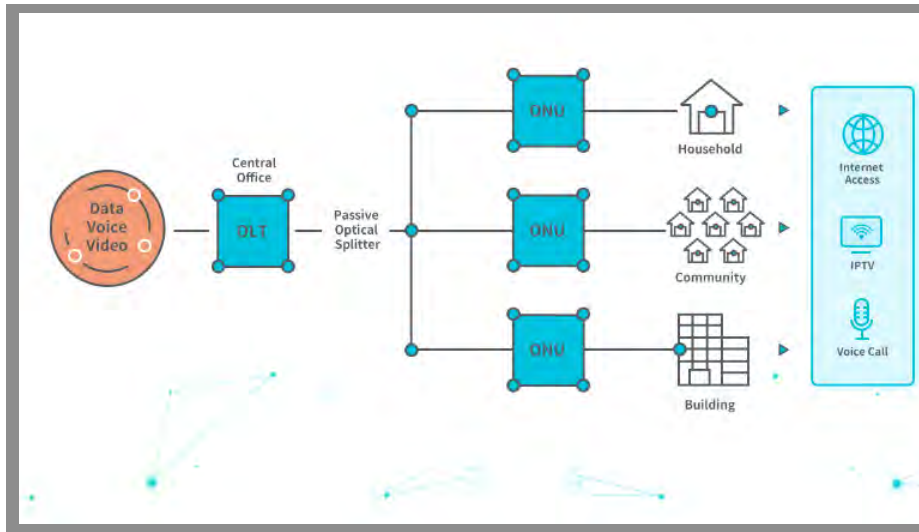 Data
Voice
Video
Central
Office
DLT
Passive
Optical
Splitter
ONU
Household
ONU
Community
ONU
Building
Internet
Access
IPTV
Voice Call